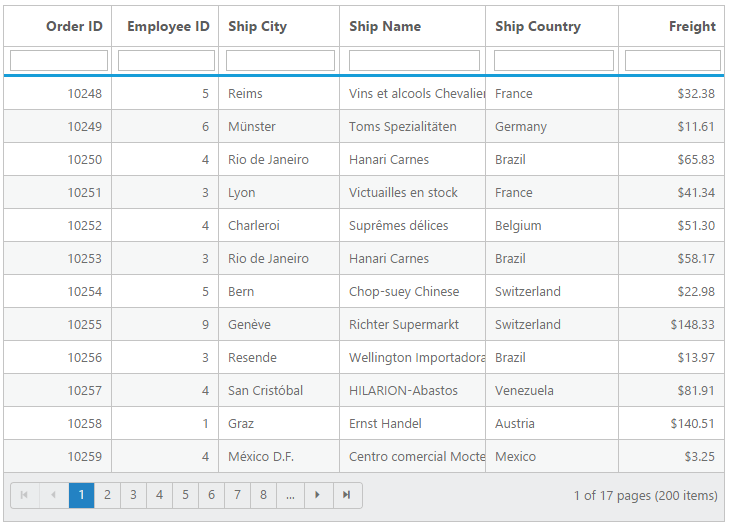 Order ID Employee ID Ship City Ship Name Ship Country Freight
10248 5 Reims Vins et alcools Chevalier France $32.38
10249 6 Münster Toms Spezialitäten Germany $11.61
10250 4 Rio de Janeiro Hanari Carnes Brazil $65.83
10251 3 Lyon Victuailles en stock France $41.34
10252 4 Charleroi Suprêmes délices Belgium $51.30
10253 3 Rio de Janeiro Hanari Carnes Brazil $58.17
10254 5 Bern Chop-suey Chinese Switzerland $22.98
10255 9 Genève Richter Supermarkt Switzerland $148.33
10256 3 Resende Wellington Importadora Brazil $13.97
10257 4 San Cristóbal HILARION-Abastos Venezuela $81.91
10258 1 Graz Ernst Handel Austria $140.51
10259 4 México D.F. Centro comercial Mocte Mexico $3.25
1 2 3 4 5 6 7 8 ... 1 of 17 pages (200 items)